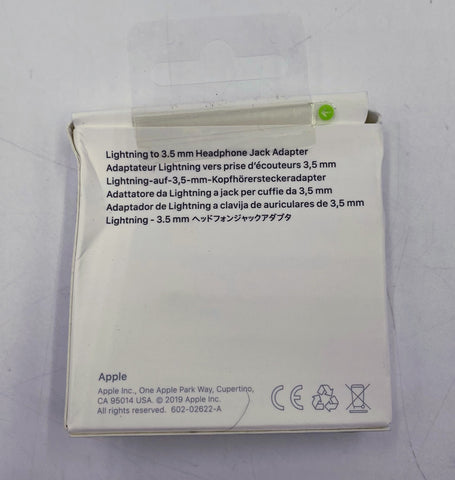 Lightning to 3.5 mm Headphone Jack Adapter
Adaptateur Lightning vers prise d'écouteurs 3,5 mm
Lightning-auf-3,5-mm-Kopfhörersteckeradapter
Adattatore da Lightning a jack per cuffie da 3,5 mm
Adaptador de Lightning a clavija de auriculares de 3,5 mm
Lightning - 3.5 mm ヘッドフォンジャックアダプタ
Apple
Apple Inc., One Apple Park Way, Cupertino,
CA 95014 USA. © 2019 Apple Inc.
All rights reserved. 602-02622-A
CE